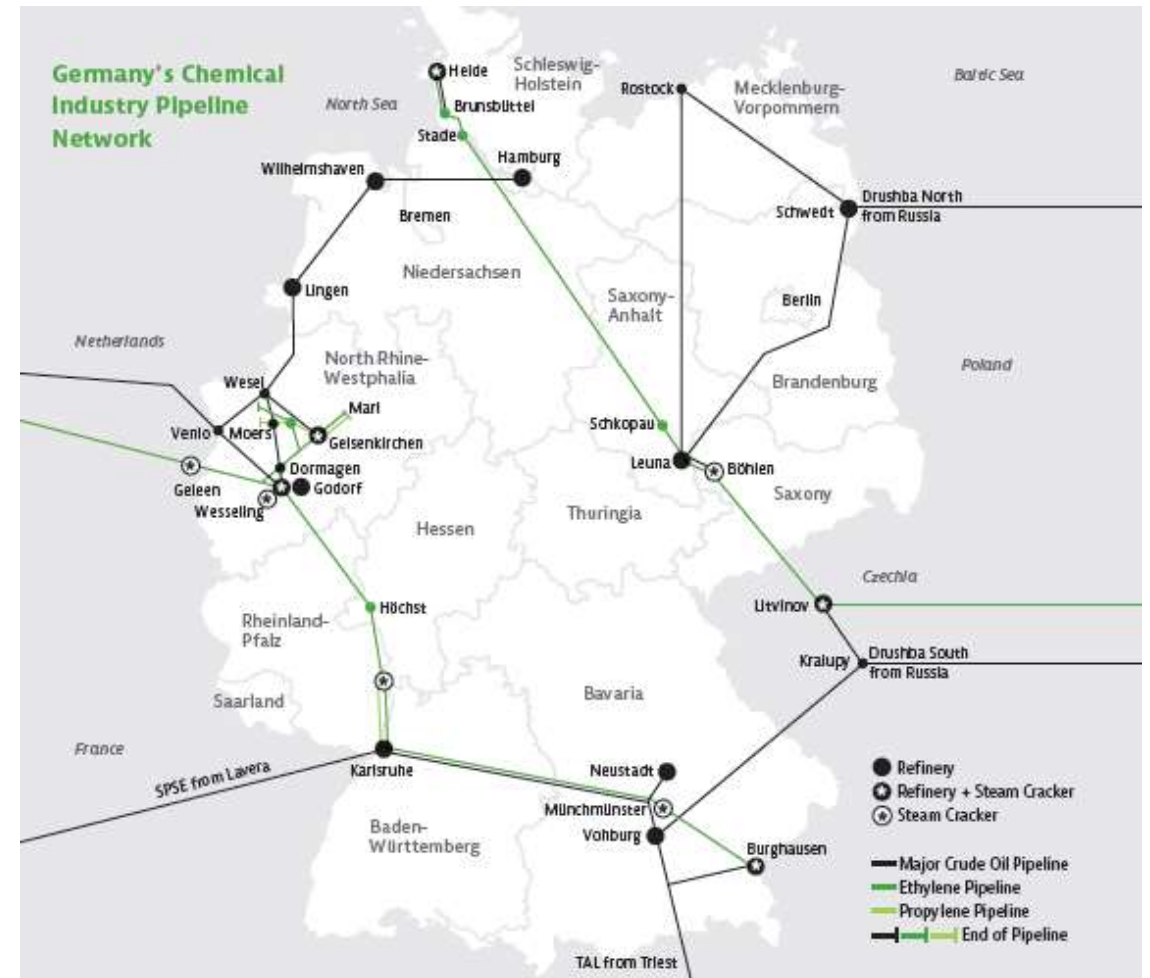 Germany's Chemical
Industry Pipeline
Network
North Sea
Heide
Schleswig-
Holstein
Baltic Sea
Rostock
Mecklenburg-
Vorpommern
Brunsbüttel
Stade
Hamburg
Wilhelmshaven
Bremen
Schwedt
Drushba North
from Russia
Niedersachsen
Lingen
Saxony-
Anhalt
Berlin
Netherlands
North Rhine-
Westphalia
Poland
Brandenburg
Wesel
Marl
Venlo
Moers
Gelsenkirchen
Schkopau
Dormagen
Leuna
Böhlen
Geleen
Godorf
Wesseling
Saxony
Thuringia
Hessen
Czechia
Höchst
Litvinov
Rheinland-
Pfalz
Kralupy
Drushba South
from Russia
Saarland
Bavaria
France
SPSE from Lavera
Karlsruhe
Neustadt
Refinery
Refinery + Steam Cracker
Steam Cracker
Münchmünster
Vohburg
Baden-
Württemberg
Burghausen
Major Crude Oil Pipeline
Ethylene Pipeline
Propylene Pipeline
End of Pipeline
TAL from Triest